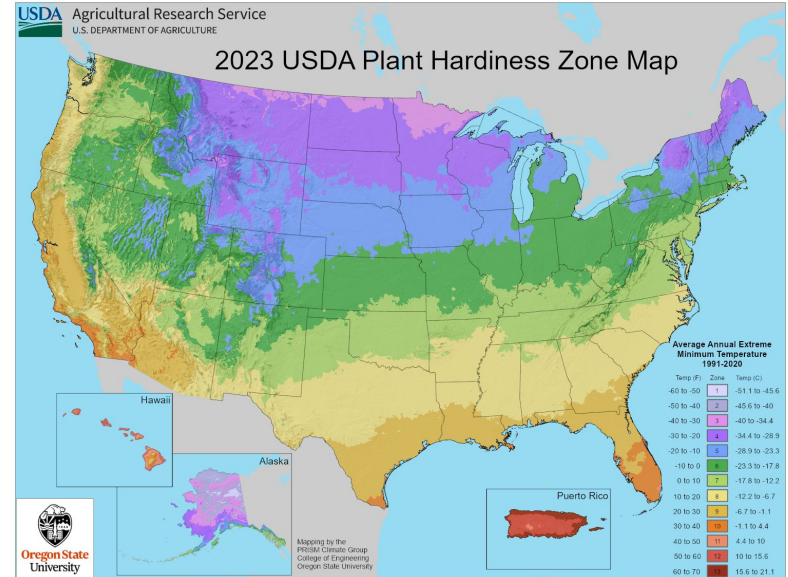 USDA
Agricultural Research Service
U.S. DEPARTMENT OF AGRICULTURE
2023 USDA Plant Hardiness Zone Map
Average Annual Extreme
Minimum Temperature
1991-2020
Temp (F) Zone Temp (C)
-60 to -50 1 -51.1 to -45.6
-50 to -40 2 -45.6 to -40
-40 to -30 3 -40 to -34.4
-30 to -20 4 -34.4 to -28.9
-20 to -10 5 -28.9 to -23.3
-10 to 0 6 -23.3 to -17.8
0 to 10 7 -17.8 to -12.2
10 to 20 8 -12.2 to -6.7
20 to 30 9 -6.7 to -1.1
30 to 40 10 -1.1 to 4.4
40 to 50 11 4.4 to 10
50 to 60 12 10 to 15.6
60 to 70 13 15.6 to 21.1
Hawaii
Alaska
Puerto Rico
Mapping by the
PRISM Climate Group
College of Engineering
Oregon State University
Oregon State
University